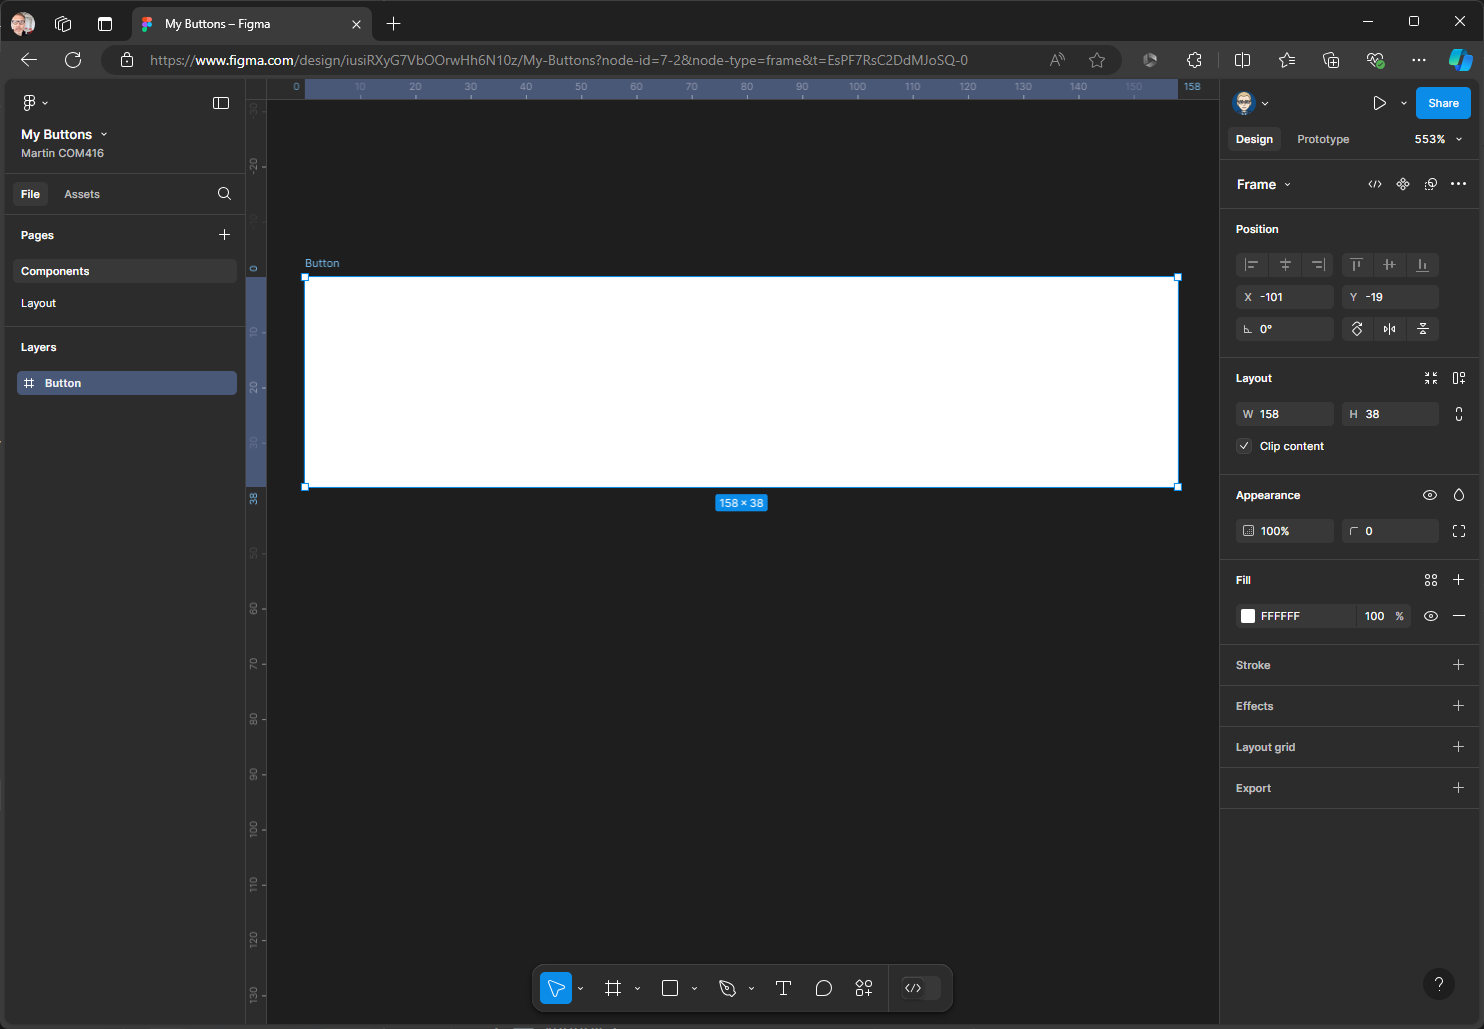 My Buttons – Figma
https://www.figma.com/design/iusiRXyG7VbOOrwHh6N10z/My-Buttons?node-id=7-2&node-type=frame&t=EsPF7RsC2DdMJoSQ-0
My Buttons
Martin COM416
File Assets
Pages
Components
Layout
Layers
Button
0 10 20 30 40 50 60 70 80 90 100 110 120 130 140 150 158
-30
-20
-10
0
10
20
30
38
50
60
70
80
90
100
110
120
130
Button
158 × 38
Share
Design Prototype 553%
Frame
Position
X -101 Y -19
0°
Layout
W 158 H 38
Clip content
Appearance
100% 0
Fill
FFFFFF 100 %
Stroke
Effects
Layout grid
Export
?